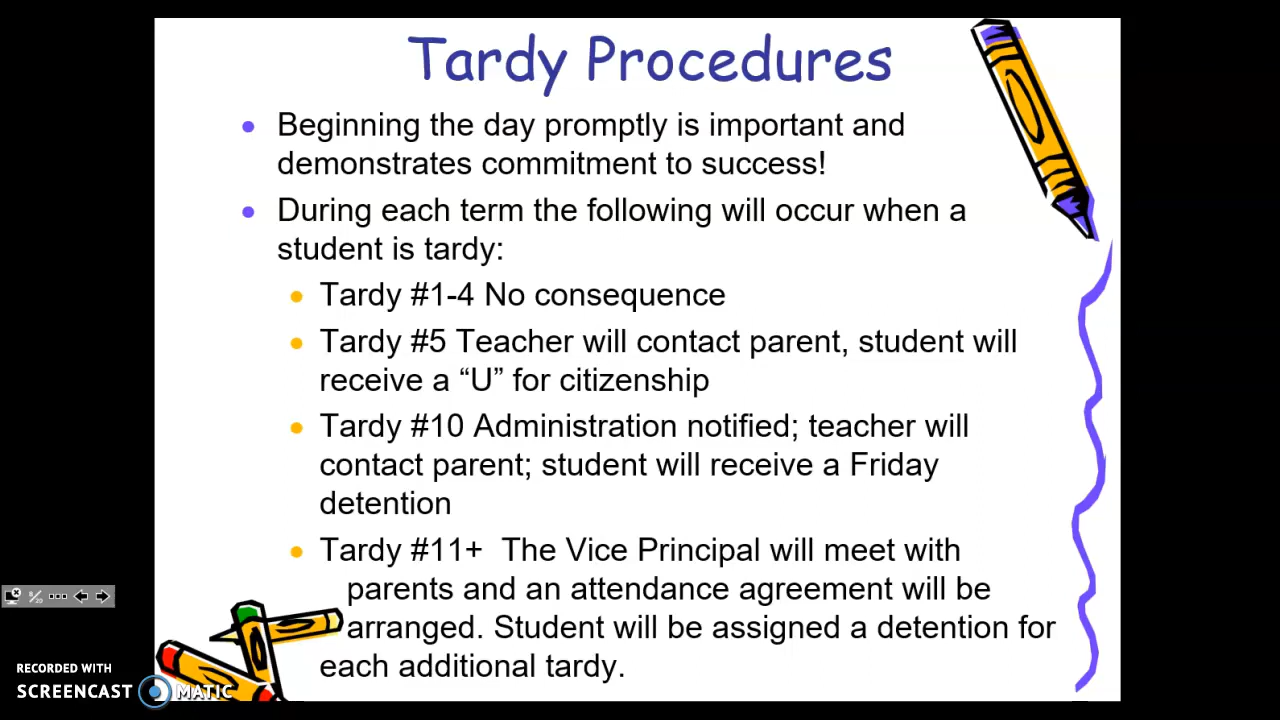 Tardy Procedures
Beginning the day promptly is important and
demonstrates commitment to success!
During each term the following will occur when a
student is tardy:
Tardy #1-4 No consequence
Tardy #5 Teacher will contact parent, student will
receive a “U” for citizenship
Tardy #10 Administration notified; teacher will
contact parent; student will receive a Friday
detention
Tardy #11+ The Vice Principal will meet with
parents and an attendance agreement will be
arranged. Student will be assigned a detention for
each additional tardy.
RECORDED WITH
SCREENCAST MATIC